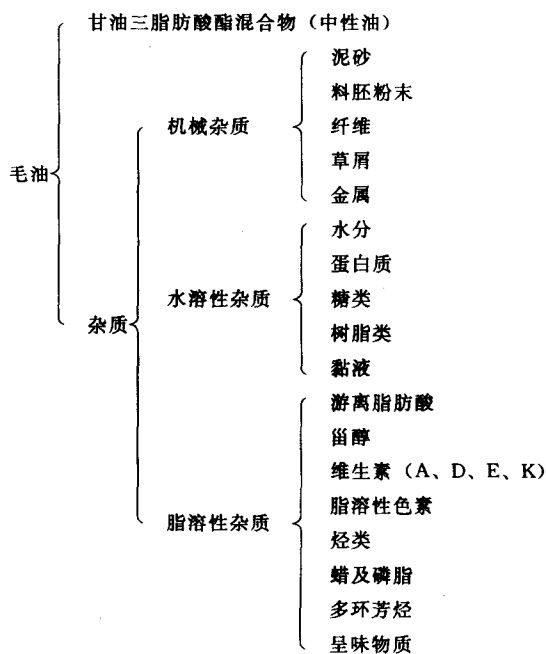 甘油三脂肪酸酯混合物（中性油）
泥砂
料胚粉末
机械杂质
纤维
草屑
毛油
金属
水分
蛋白质
水溶性杂质
糖类
杂质
树脂类
黏液
游离脂肪酸
甾醇
维生素（A、D、E、K）
脂溶性色素
脂溶性杂质
烃类
蜡及磷脂
多环芳烃
呈味物质